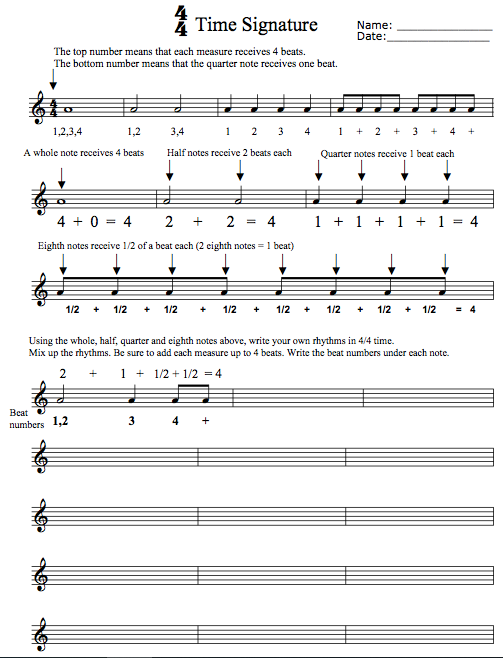 4/4 Time Signature
Name: _______________
Date:________________
The top number means that each measure receives 4 beats.
The bottom number means that the quarter note receives one beat.
4/4
1,2,3,4 1,2 3,4 1 2 3 4 1 + 2 + 3 + 4 +
A whole note receives 4 beats Half notes receive 2 beats each Quarter notes receive 1 beat each
4 + 0 = 4 2 + 2 = 4 1 + 1 + 1 + 1 = 4
Eighth notes receive 1/2 of a beat each (2 eighth notes = 1 beat)
1/2 + 1/2 + 1/2 + 1/2 + 1/2 + 1/2 + 1/2 + 1/2 = 4
Using the whole, half, quarter and eighth notes above, write your own rhythms in 4/4 time.
Mix up the rhythms. Be sure to add each measure up to 4 beats. Write the beat numbers under each note.
2 + 1 + 1/2 + 1/2 = 4
Beat
numbers 1,2 3 4 +